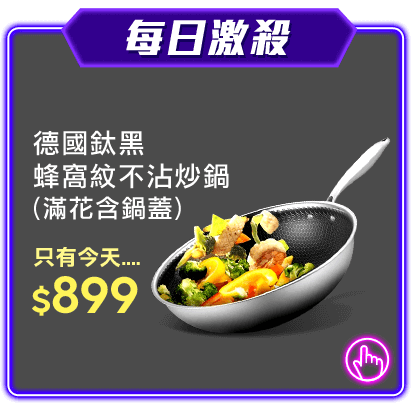 每日激殺
德國鈦黑
蜂窩紋不沾炒鍋
(滿花含鍋蓋)
只有今天....
$899